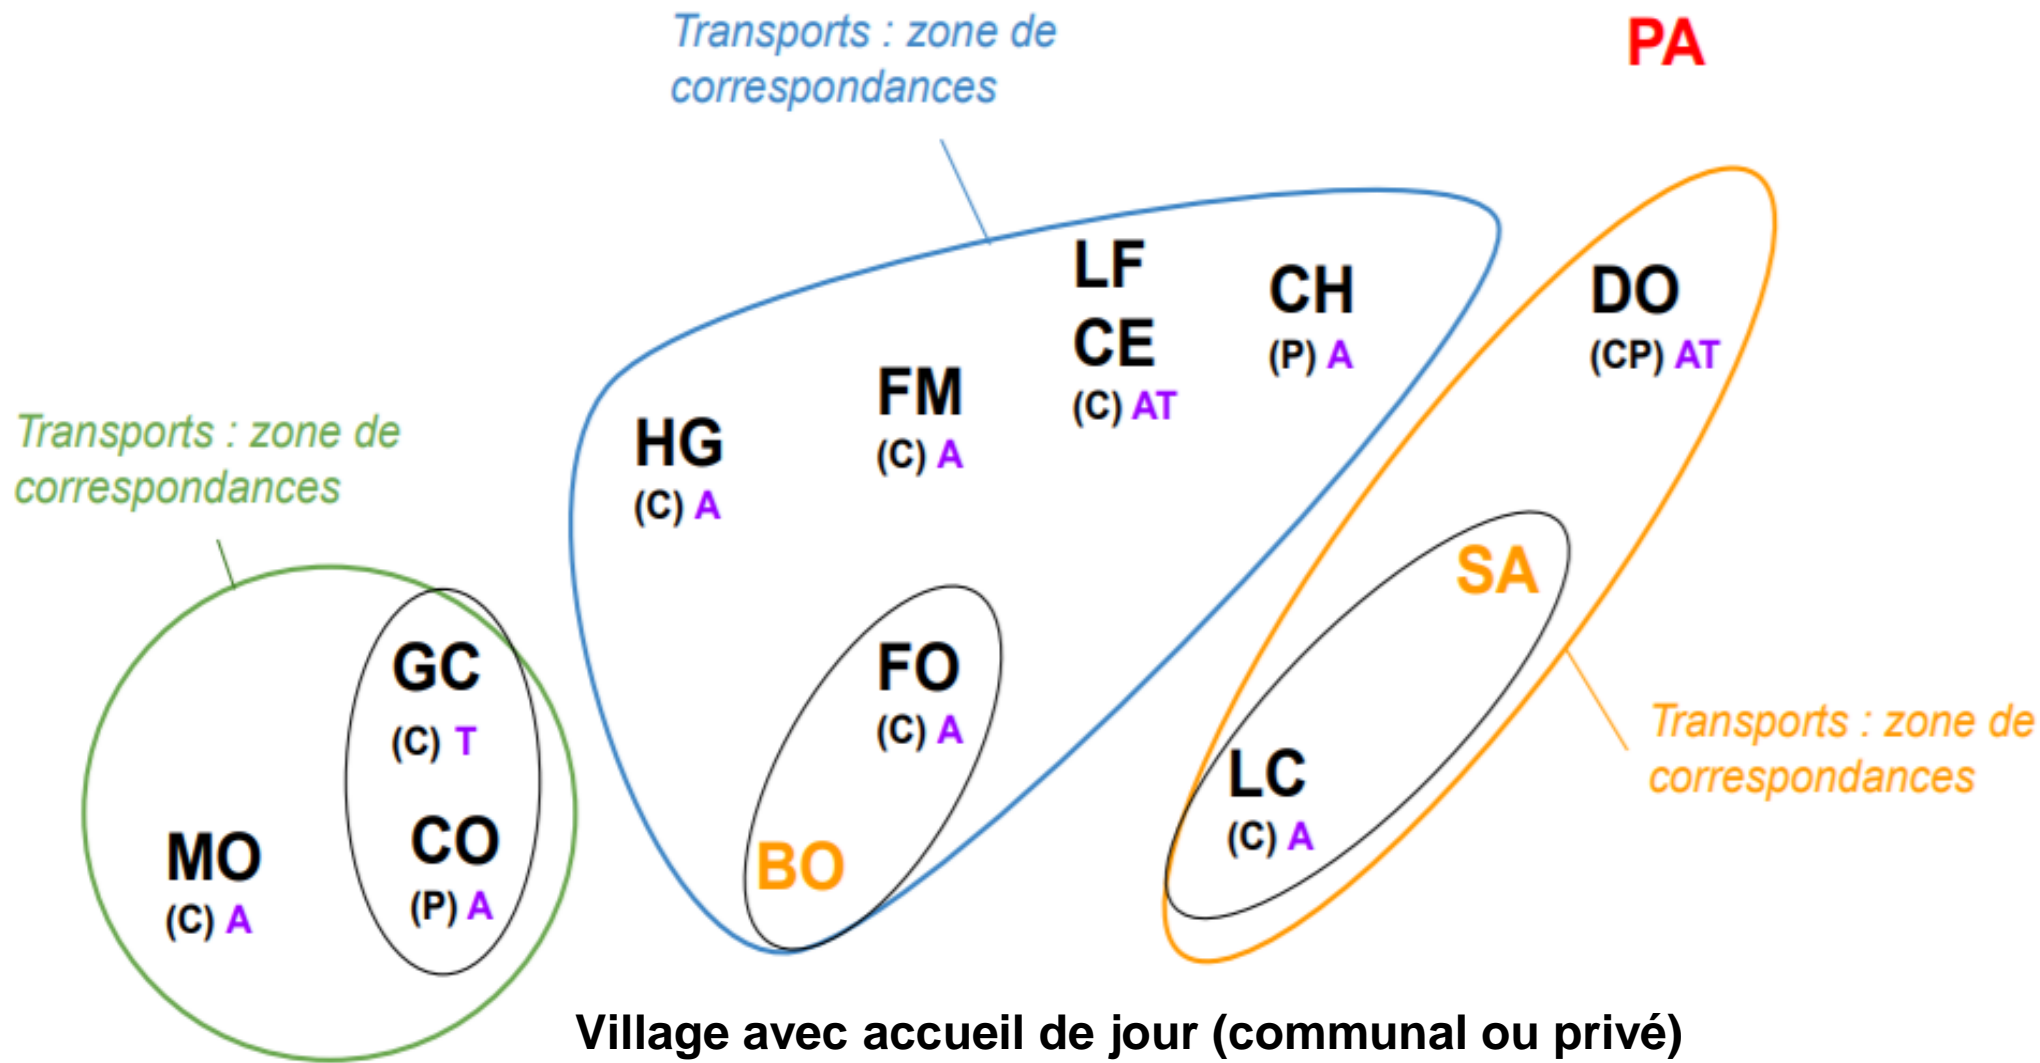 Transports : zone de
correspondances
PA
LF
CE
(C) AT
CH
(P) A
DO
(CP) AT
FM
(C) A
HG
(C) A
Transports : zone de
correspondances
SA
GC
(C) T
FO
(C) A
Transports : zone de
correspondances
LC
(C) A
MO
(C) A
CO
(P) A
BO
Village avec accueil de jour (communal ou privé)